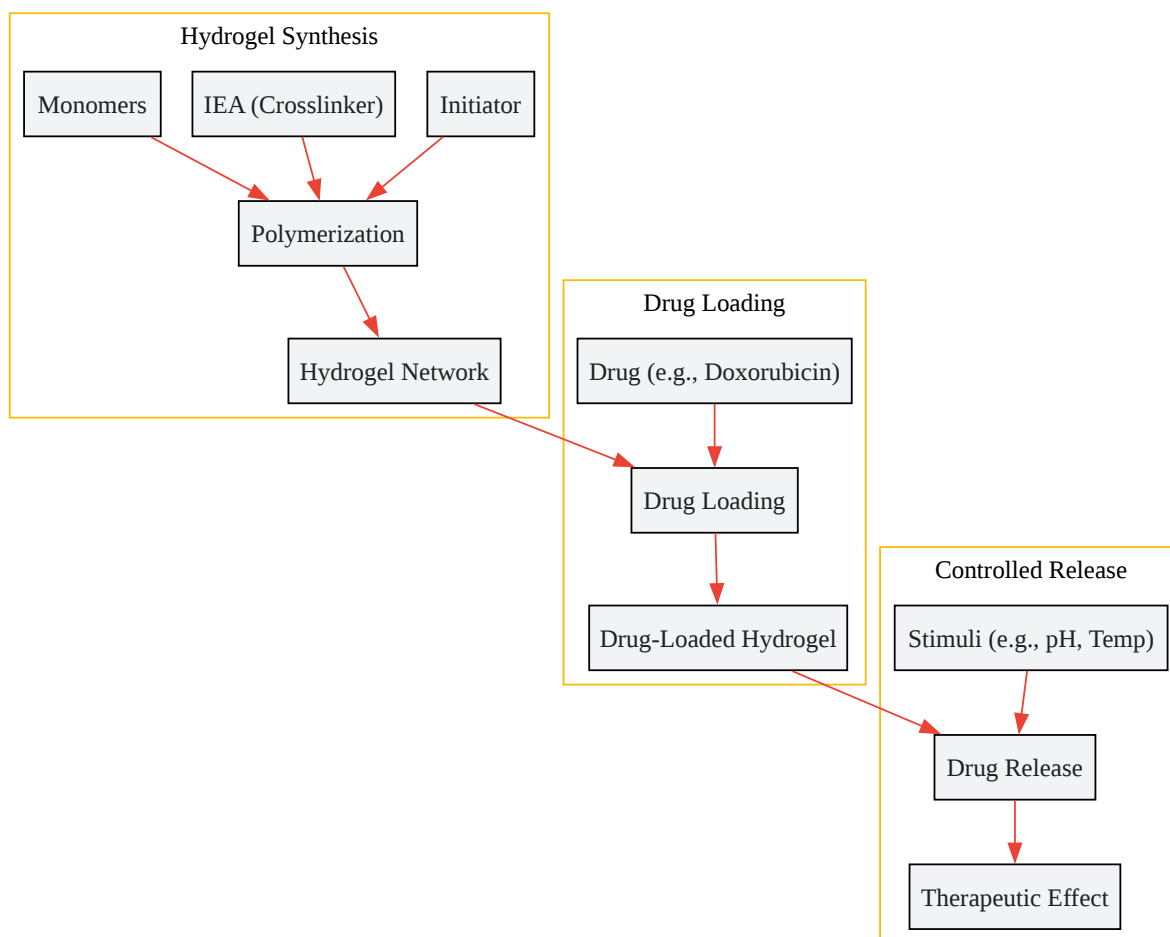 Hydrogel Synthesis
Monomers
IEA (Crosslinker)
Initiator
Polymerization
Hydrogel Network
Drug Loading
Drug (e.g., Doxorubicin)
Drug Loading
Drug-Loaded Hydrogel
Controlled Release
Stimuli (e.g., pH, Temp)
Drug Release
Therapeutic Effect